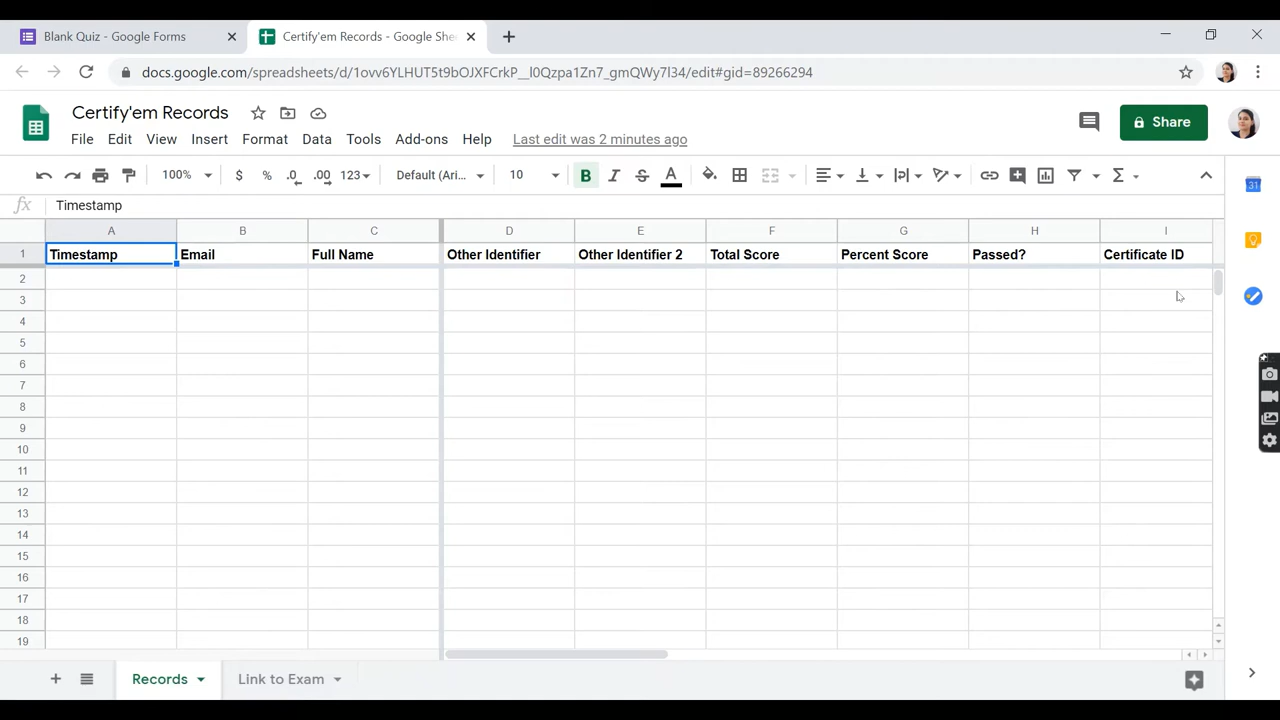 Blank Quiz - Google Forms
Certify'em Records - Google She
docs.google.com/spreadsheets/d/1ovv6YLHUT5t9bOJXFCrkP__l0Qzpa1Zn7_gmQWy7l34/edit#gid=89266294
Certify'em Records
Share
File Edit View Insert Format Data Tools Add-ons Help Last edit was 2 minutes ago
100% $ % .0 .00 123 Default (Ari... 10 B I S A Σ
fx Timestamp
A B C D E F G H I
1 Timestamp Email Full Name Other Identifier Other Identifier 2 Total Score Percent Score Passed? Certificate ID
2
3
4
5
6
7
8
9
10
11
12
13
14
15
16
17
18
19
Records Link to Exam
31